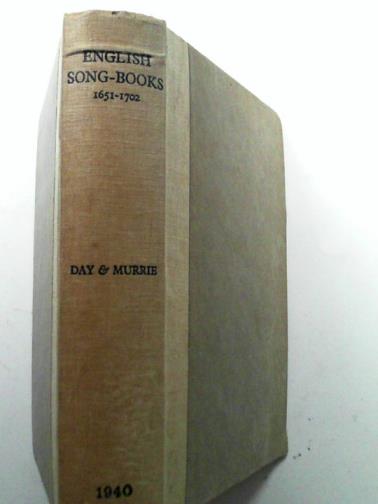 ENGLISH
SONG-BOOKS
1651-1702
DAY & MURRIE
1940